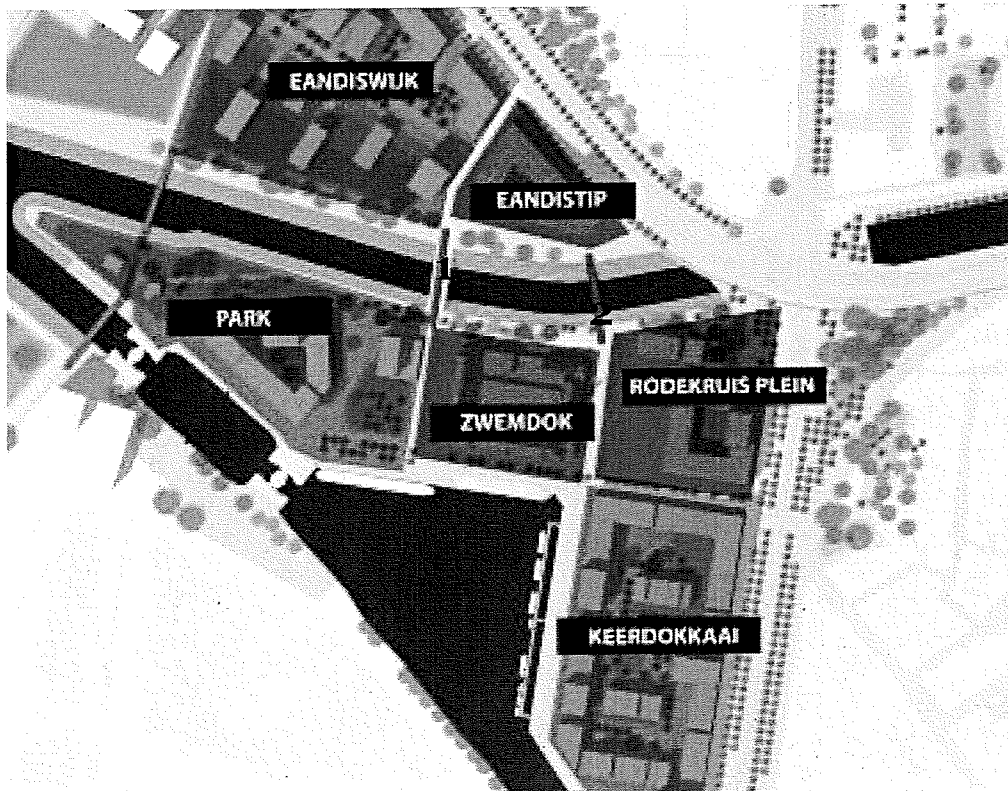 EANDISWIJK
EANDISTIP
PARK
RODEKRUIS PLEIN
ZWEMDOK
KEERDOKKAAI